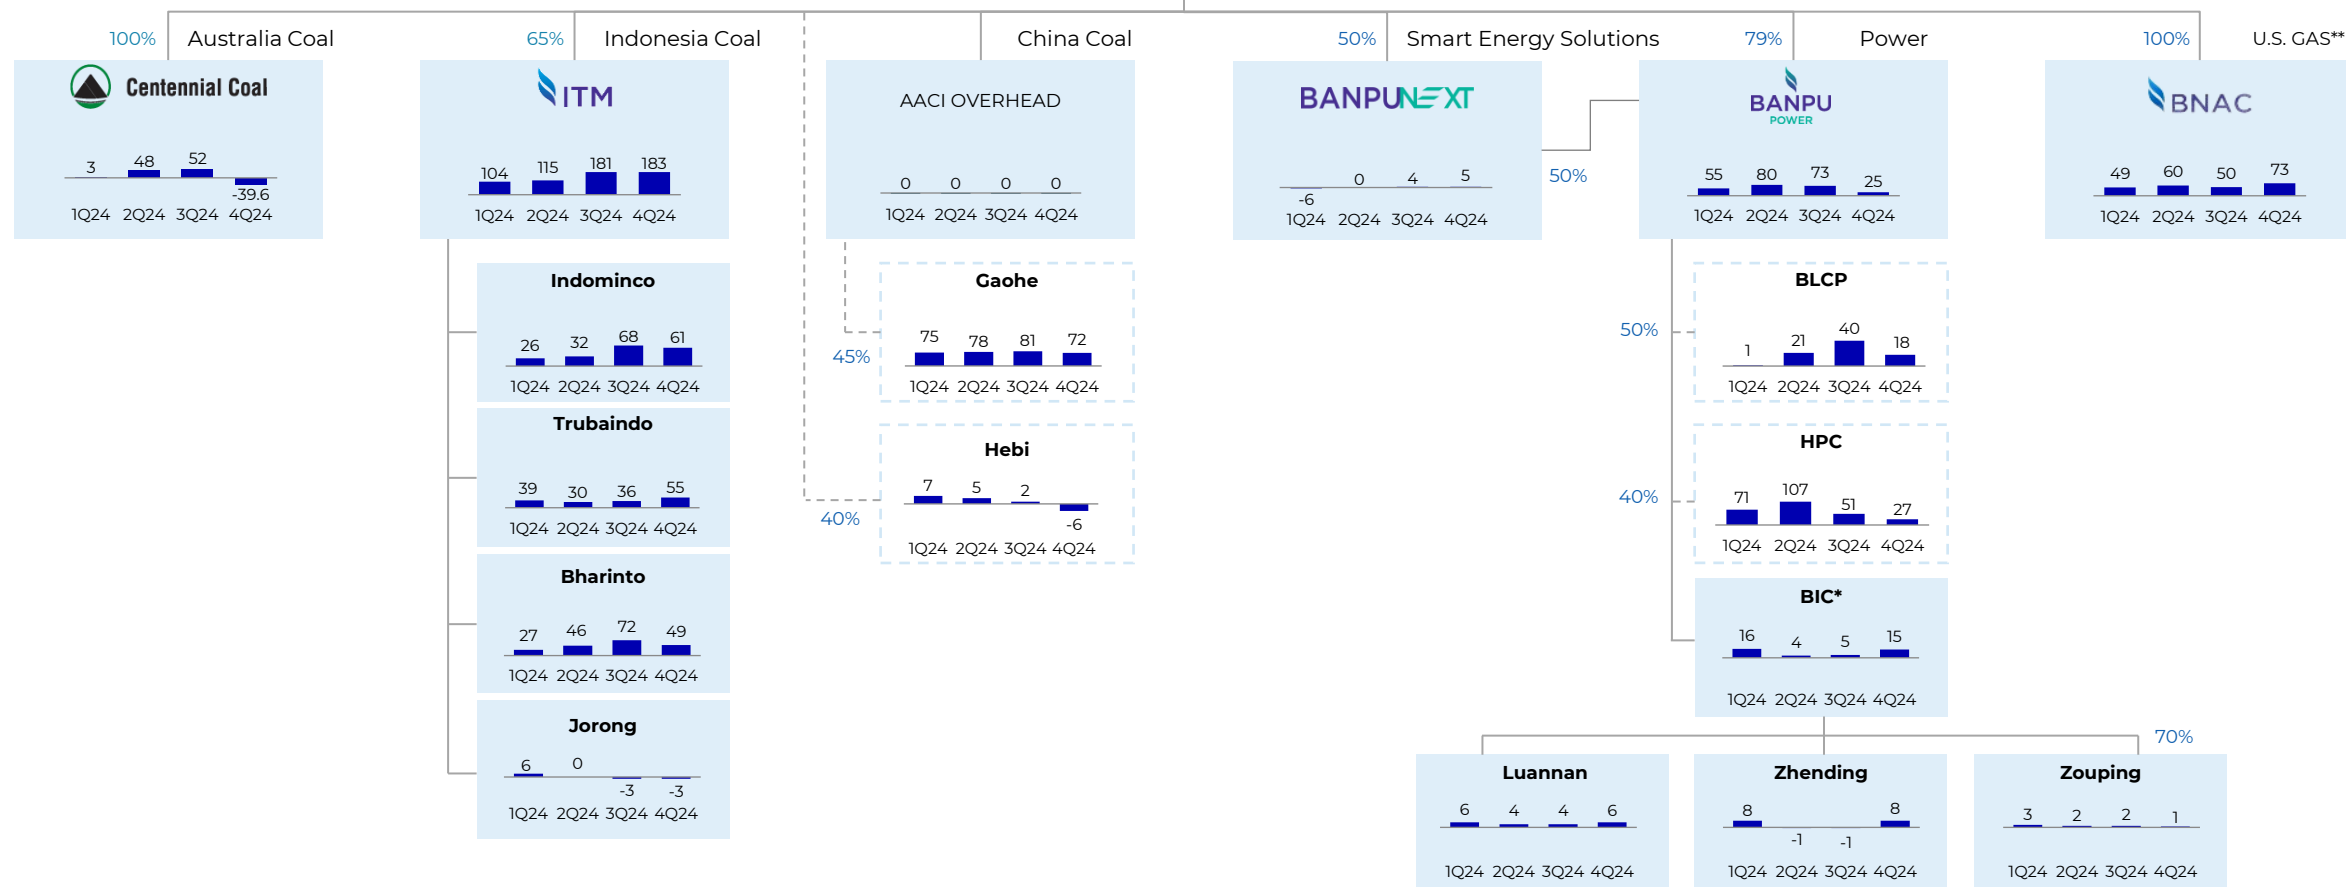 100% Australia Coal
Centennial Coal
3 48 52 -39.6
1Q24 2Q24 3Q24 4Q24
65% Indonesia Coal
ITM
104 115 181 183
1Q24 2Q24 3Q24 4Q24
Indominco
26 32 68 61
1Q24 2Q24 3Q24 4Q24
Trubaindo
39 30 36 55
1Q24 2Q24 3Q24 4Q24
Bharinto
27 46 72 49
1Q24 2Q24 3Q24 4Q24
Jorong
6 0 -3 -3
1Q24 2Q24 3Q24 4Q24
China Coal
AACI OVERHEAD
0 0 0 0
1Q24 2Q24 3Q24 4Q24
45%
Gaohe
75 78 81 72
1Q24 2Q24 3Q24 4Q24
40%
Hebi
7 5 2 -6
1Q24 2Q24 3Q24 4Q24
50% Smart Energy Solutions
BANPU NEXT
-6 0 4 5
1Q24 2Q24 3Q24 4Q24
50%
79% Power
BANPU
POWER
55 80 73 25
1Q24 2Q24 3Q24 4Q24
50%
BLCP
1 21 40 18
1Q24 2Q24 3Q24 4Q24
40%
HPC
71 107 51 27
1Q24 2Q24 3Q24 4Q24
BIC*
16 4 5 15
1Q24 2Q24 3Q24 4Q24
Luannan
6 4 4 6
1Q24 2Q24 3Q24 4Q24
Zhending
8 -1 -1 8
1Q24 2Q24 3Q24 4Q24
70%
Zouping
3 2 2 1
1Q24 2Q24 3Q24 4Q24
100% U.S. GAS**
BNAC
49 60 50 73
1Q24 2Q24 3Q24 4Q24